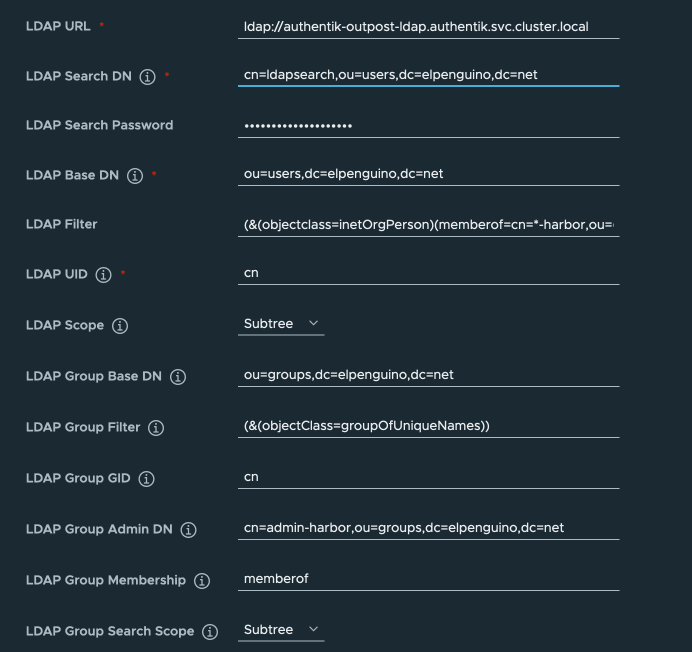 LDAP URL * ldap://authentik-outpost-ldap.authentik.svc.cluster.local
LDAP Search DN * cn=ldapsearch,ou=users,dc=elpenguino,dc=net
LDAP Search Password ••••••••••••••••••••
LDAP Base DN * ou=users,dc=elpenguino,dc=net
LDAP Filter (&(objectclass=inetOrgPerson)(memberof=cn=*-harbor,ou=
LDAP UID * cn
LDAP Scope Subtree
LDAP Group Base DN ou=groups,dc=elpenguino,dc=net
LDAP Group Filter (&(objectClass=groupOfUniqueNames))
LDAP Group GID cn
LDAP Group Admin DN cn=admin-harbor,ou=groups,dc=elpenguino,dc=net
LDAP Group Membership memberof
LDAP Group Search Scope Subtree